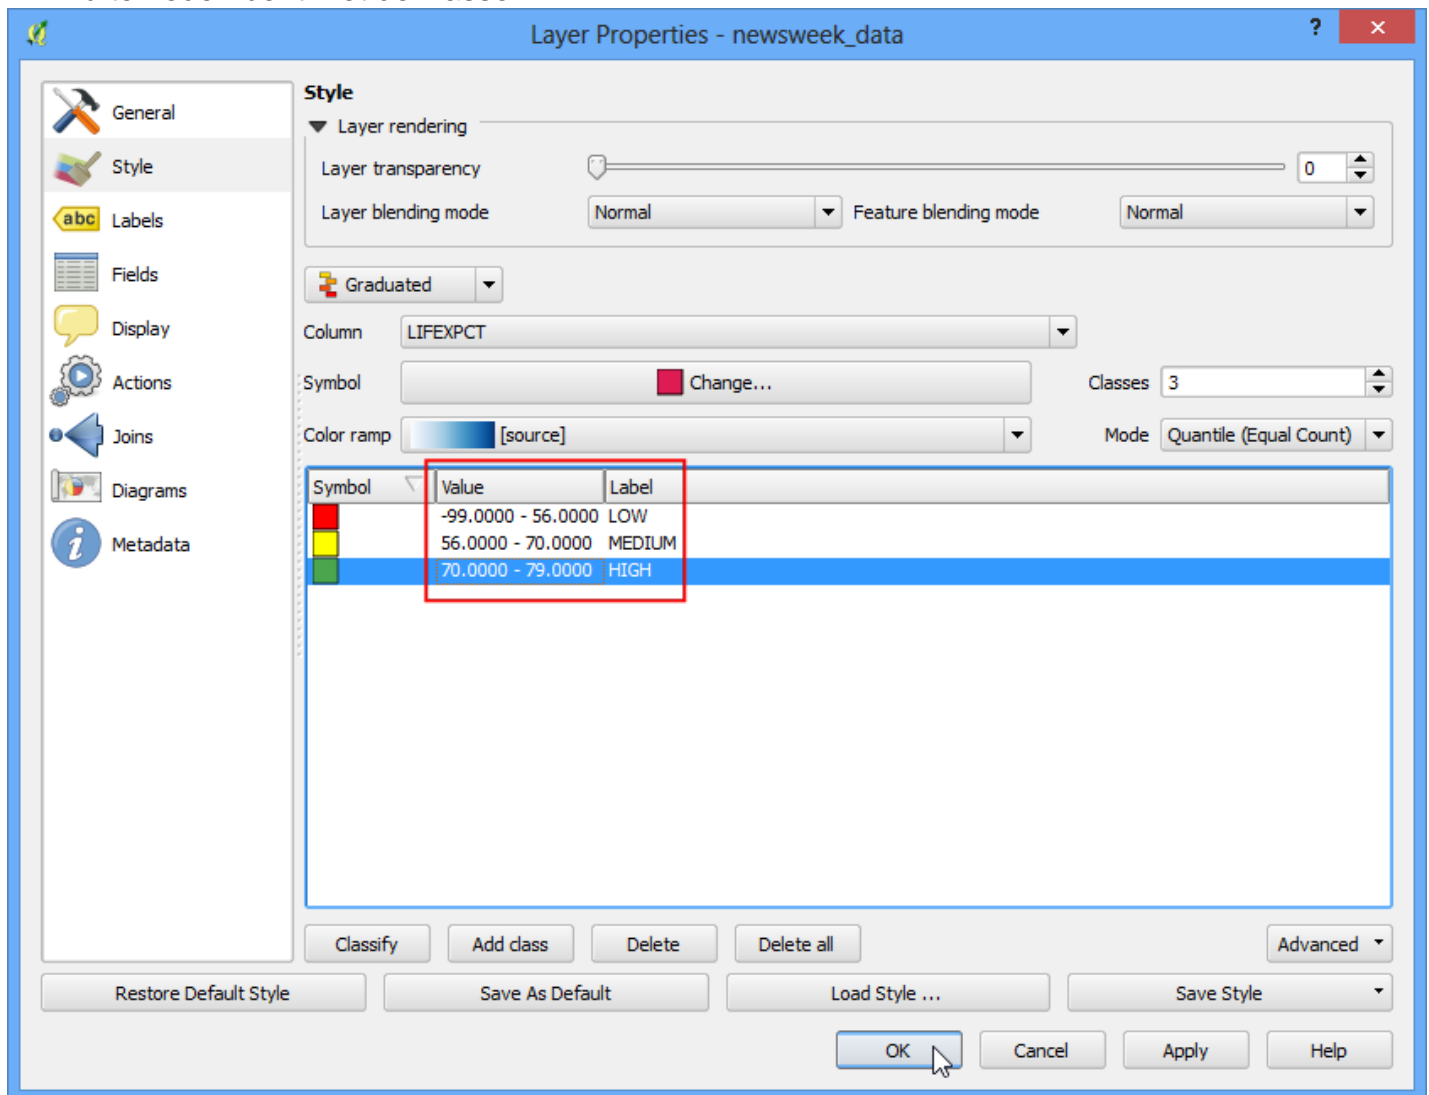 Layer Properties - newsweek_data
?
General
Style
abc Labels
Fields
Display
Actions
Joins
Diagrams
i Metadata
Style
Layer rendering
Layer transparency 0
Layer blending mode Normal Feature blending mode Normal
Graduated
Column LIFEXPCT
Symbol Change... Classes 3
Color ramp [source] Mode Quantile (Equal Count)
Symbol Value Label
-99.0000 - 56.0000 LOW
56.0000 - 70.0000 MEDIUM
70.0000 - 79.0000 HIGH
Classify Add class Delete Delete all Advanced
Restore Default Style Save As Default Load Style ... Save Style
OK Cancel Apply Help